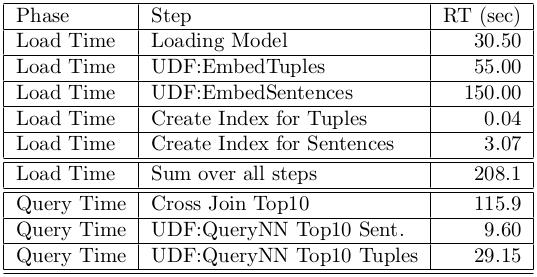 Phase Step RT (sec)
Load Time Loading Model 30.50
Load Time UDF:EmbedTuples 55.00
Load Time UDF:EmbedSentences 150.00
Load Time Create Index for Tuples 0.04
Load Time Create Index for Sentences 3.07
Load Time Sum over all steps 208.1
Query Time Cross Join Top10 115.9
Query Time UDF:QueryNN Top10 Sent. 9.60
Query Time UDF:QueryNN Top10 Tuples 29.15